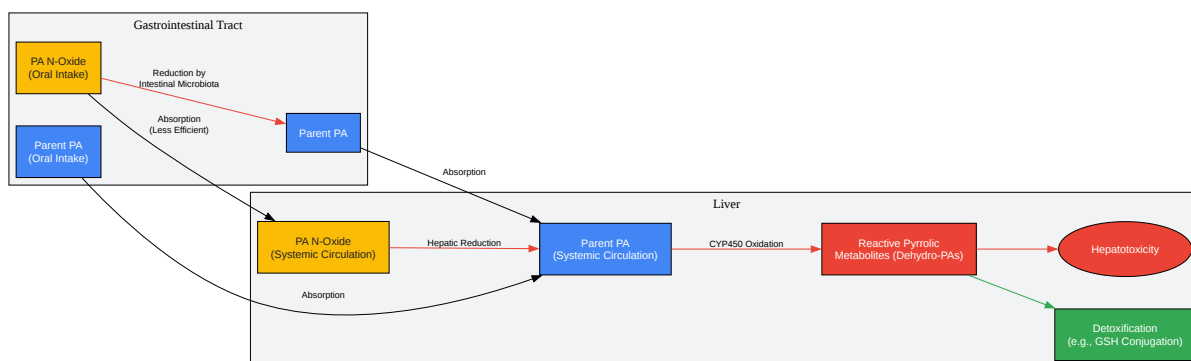 Gastrointestinal Tract
PA N-Oxide
(Oral Intake)
Reduction by
Intestinal Microbiota
Absorption
(Less Efficient)
Parent PA
Parent PA
(Oral Intake)
Absorption
Liver
PA N-Oxide
(Systemic Circulation)
Hepatic Reduction
Parent PA
(Systemic Circulation)
CYP450 Oxidation
Reactive Pyrrolic
Metabolites (Dehydro-PAs)
Hepatotoxicity
Absorption
Detoxification
(e.g., GSH Conjugation)